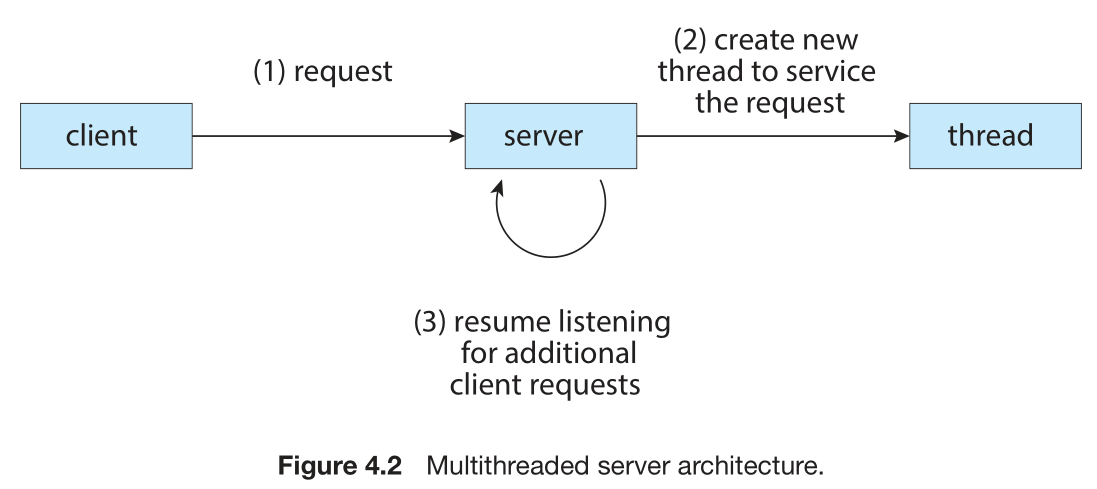 (1) request
(2) create new
thread to service
the request
client
server
thread
(3) resume listening
for additional
client requests
Figure 4.2 Multithreaded server architecture.